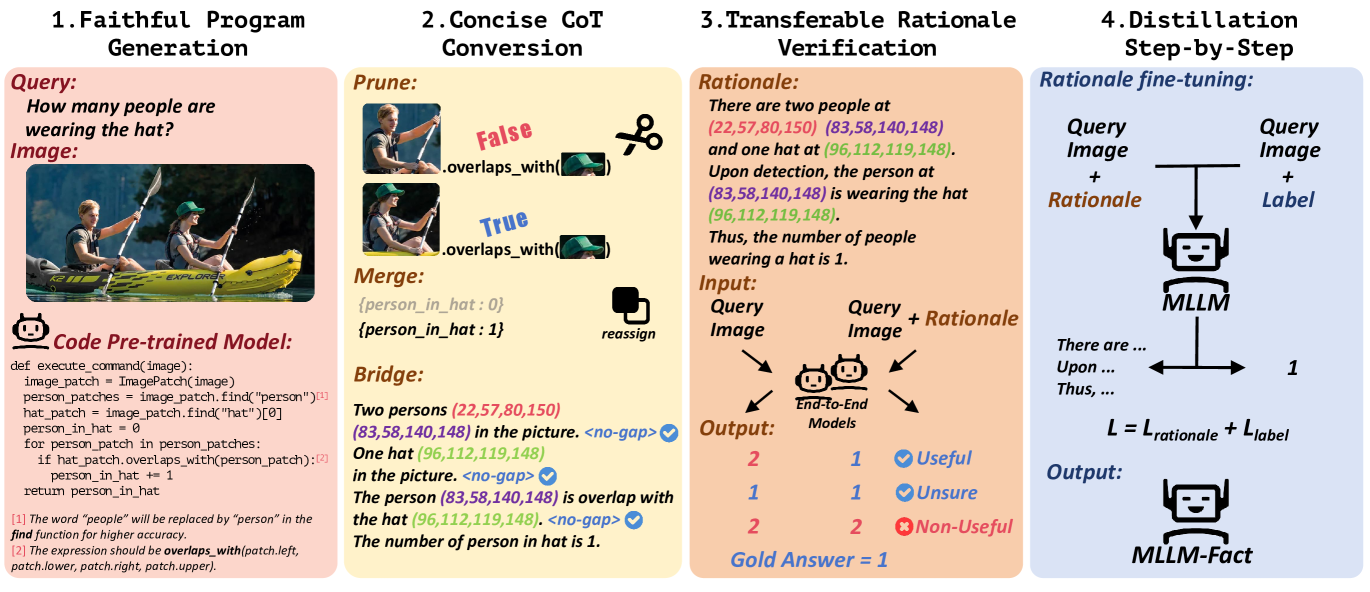 1.Faithful Program
Generation
Query:
How many people are
wearing the hat?
Image:
EXPLORER
Code Pre-trained Model:
def execute_command(image):
image_patch = ImagePatch(image)
person_patches = image_patch.find("person")[1]
hat_patch = image_patch.find("hat")[0]
person_in_hat = 0
for person_patch in person_patches:
if hat_patch.overlaps_with(person_patch):[2]
person_in_hat += 1
return person_in_hat
[1] The word “people” will be replaced by “person” in the
find function for higher accuracy.
[2] The expression should be overlaps_with(patch.left,
patch.lower, patch.right, patch.upper).
2.Concise CoT
Conversion
Prune:
False
.overlaps_with( )
True
.overlaps_with( )
Merge:
{person_in_hat : 0}
{person_in_hat : 1}
reassign
Bridge:
Two persons (22,57,80,150)
(83,58,140,148) in the picture. <no-gap>
One hat (96,112,119,148)
in the picture. <no-gap>
The person (83,58,140,148) is overlap with
the hat (96,112,119,148). <no-gap>
The number of person in hat is 1.
3.Transferable Rationale
Verification
Rationale:
There are two people at
(22,57,80,150) (83,58,140,148)
and one hat at (96,112,119,148).
Upon detection, the person at
(83,58,140,148) is wearing the hat
(96,112,119,148).
Thus, the number of people
wearing a hat is 1.
Input:
Query
Image
Query
Image + Rationale
End-to-End
Models
Output:
2 1 Useful
1 1 Unsure
2 2 Non-Useful
Gold Answer = 1
4.Distillation
Step-by-Step
Rationale fine-tuning:
Query
Image
+
Rationale
Query
Image
+
Label
MLLM
There are ...
Upon ...
Thus, ...
1
L = Lrationale + Llabel
Output:
MLLM-Fact